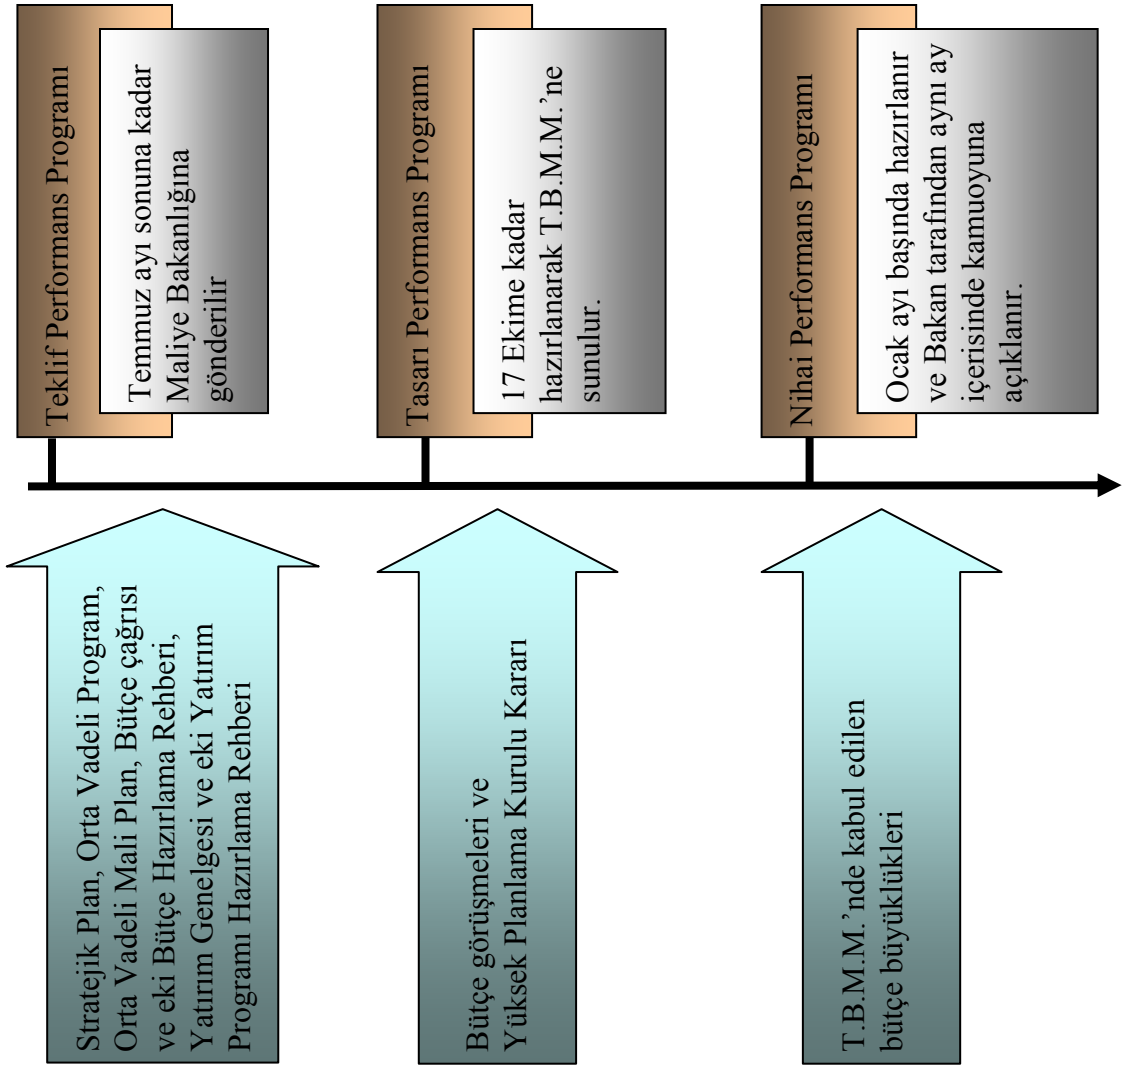 Teklif Performans Programı
Temmuz ayı sonuna kadar
Maliye Bakanlığına
gönderilir
Tasarı Performans Programı
17 Ekime kadar
hazırlanarak T.B.M.M.’ne
sunulur.
Nihai Performans Programı
Ocak ayı başında hazırlanır
ve Bakan tarafından aynı ay
içerisinde kamuoyuna
açıklanır.
Stratejik Plan, Orta Vadeli Program,
Orta Vadeli Mali Plan, Bütçe çağrısı
ve eki Bütçe Hazırlama Rehberi,
Yatırım Genelgesi ve eki Yatırım
Programı Hazırlama Rehberi
Bütçe görüşmeleri ve
Yüksek Planlama Kurulu Kararı
T.B.M.M.’nde kabul edilen
bütçe büyüklükleri